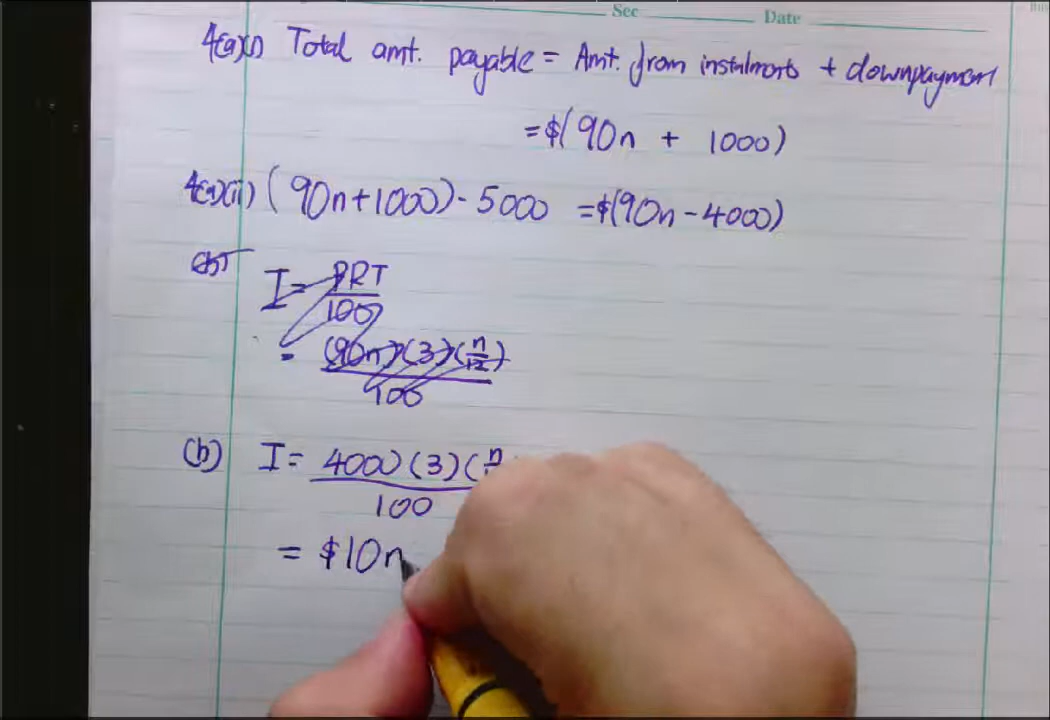 Sec Date
4(a)(i) Total amt. payable = Amt. from instalments + downpayment
= $(90n + 1000)
4(a)(ii) (90n+1000) - 5000 = $(90n - 4000)
(b) I = PRT
100
= (90n)(3)(n/12)
100
(b) I = 4000(3)(n
100
= $10n